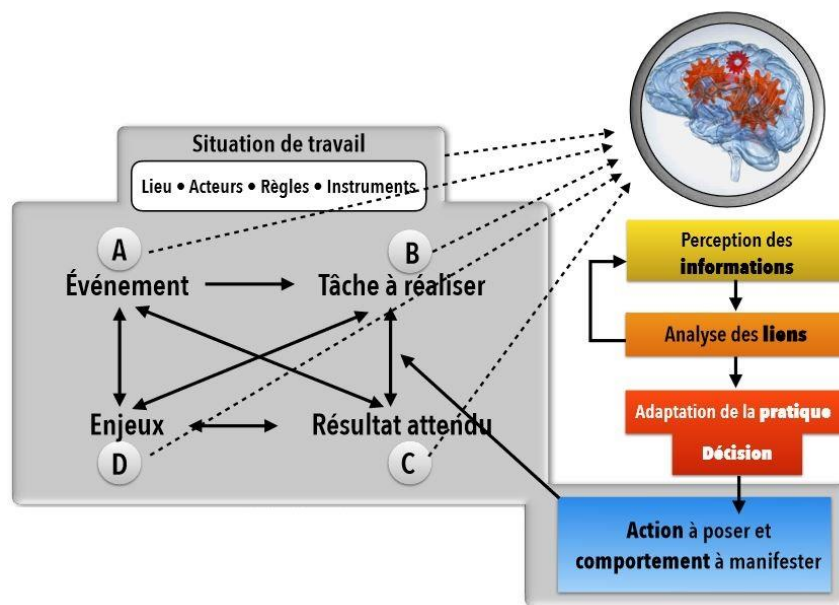 Situation de travail
Lieu • Acteurs • Règles • Instruments
A
B
Événement
Tâche à réaliser
Enjeux
Résultat attendu
D
C
Perception des
informations
Analyse des liens
Adaptation de la pratique
Décision
Action à poser et
comportement à manifester